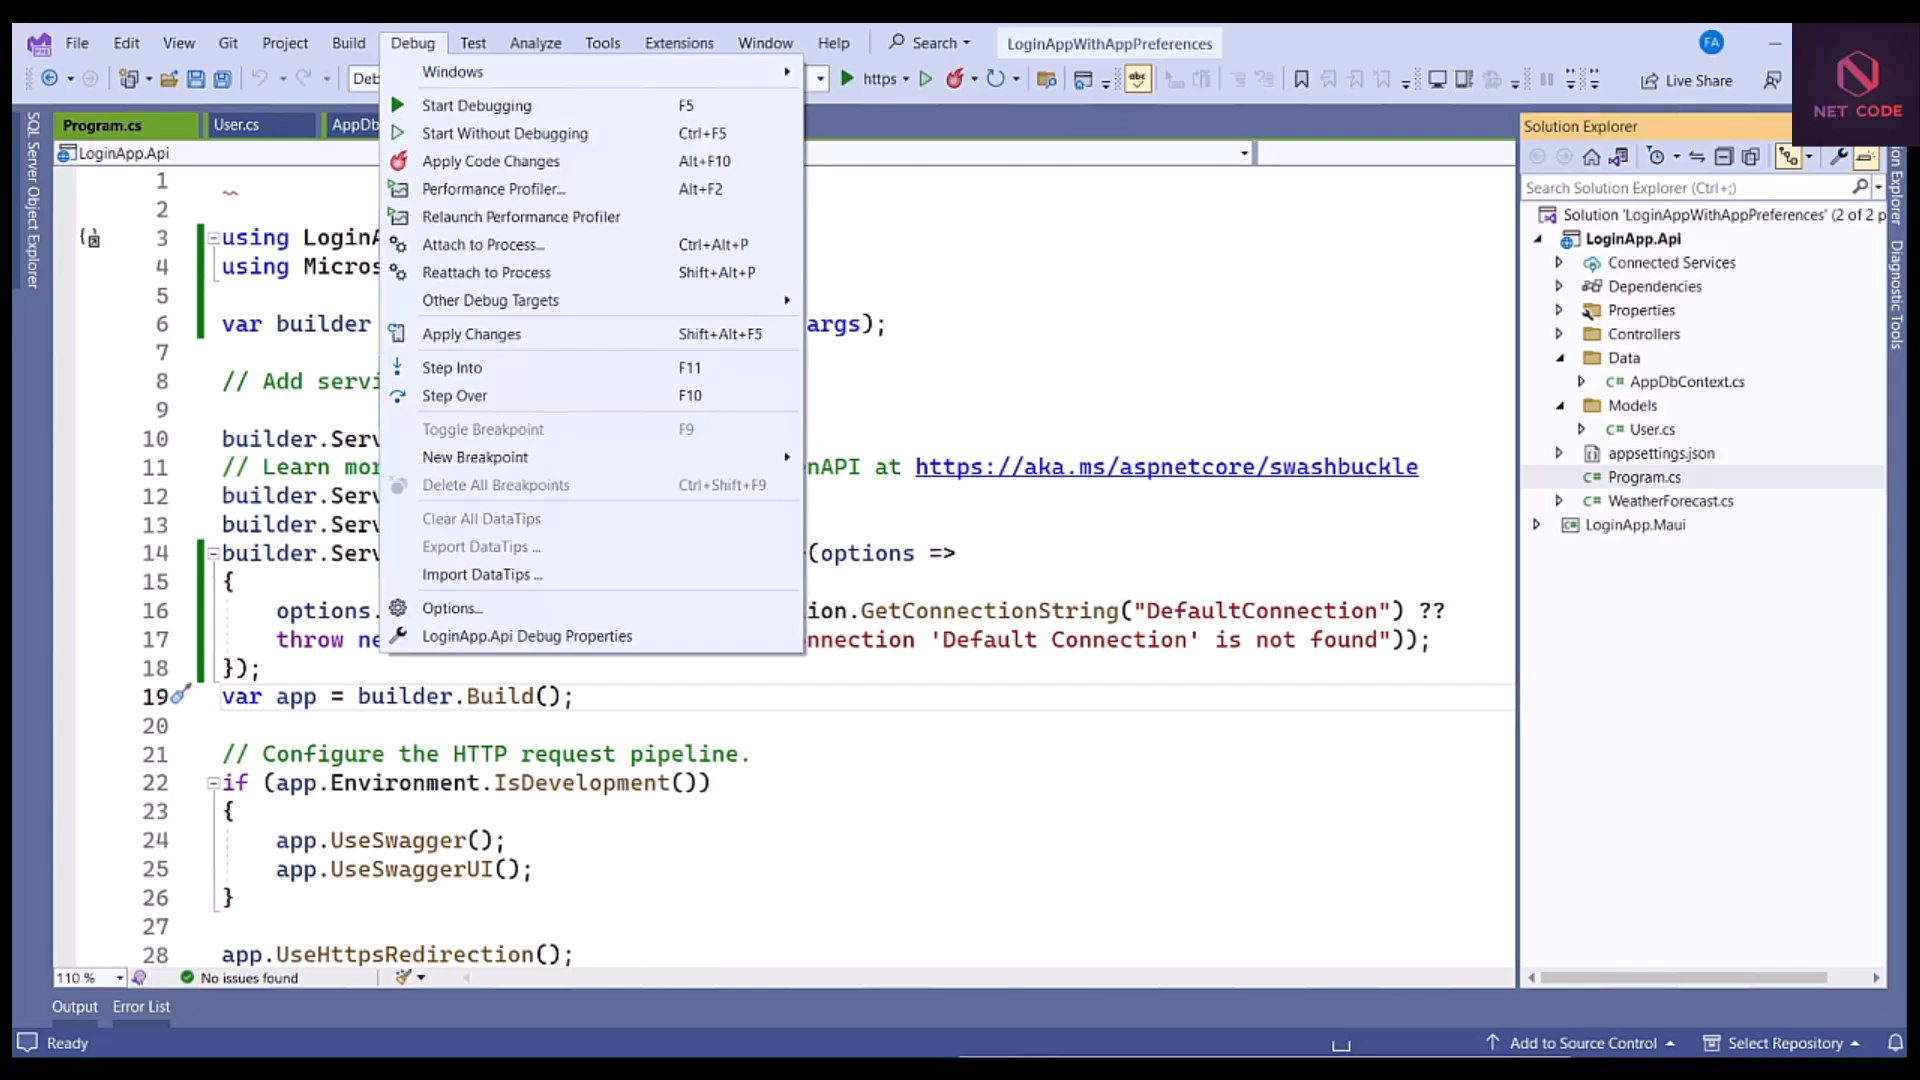 File Edit View Git Project Build Debug Test Analyze Tools Extensions Window Help Search LoginAppWithAppPreferences FA
Deb https Live Share
NET CODE
Program.cs User.cs AppDb
LoginApp.Api
SQL Server Object Explorer
Windows
Start Debugging F5
Start Without Debugging Ctrl+F5
Apply Code Changes Alt+F10
Performance Profiler... Alt+F2
Relaunch Performance Profiler
Attach to Process... Ctrl+Alt+P
Reattach to Process Shift+Alt+P
Other Debug Targets
Apply Changes Shift+Alt+F5
Step Into F11
Step Over F10
Toggle Breakpoint F9
New Breakpoint
Delete All Breakpoints Ctrl+Shift+F9
Clear All DataTips
Export DataTips ...
Import DataTips ...
Options...
LoginApp.Api Debug Properties
1
2
3 using LoginA
4 using Micros
5
6 var builder args);
7
8 // Add servi
9
10 builder.Serv
11 // Learn mor nAPI at https://aka.ms/aspnetcore/swashbuckle
12 builder.Serv
13 builder.Serv
14 builder.Serv (options =>
15 {
16 options. ion.GetConnectionString("DefaultConnection") ??
17 throw ne nnection 'Default Connection' is not found"));
18 });
19 var app = builder.Build();
20
21 // Configure the HTTP request pipeline.
22 if (app.Environment.IsDevelopment())
23 {
24 app.UseSwagger();
25 app.UseSwaggerUI();
26 }
27
28 app.UseHttpsRedirection();
110 % No issues found
Solution Explorer
Search Solution Explorer (Ctrl+;)
Solution 'LoginAppWithAppPreferences' (2 of 2 p
LoginApp.Api
Connected Services
Dependencies
Properties
Controllers
Data
C# AppDbContext.cs
Models
C# User.cs
appsettings.json
C# Program.cs
C# WeatherForecast.cs
LoginApp.Maui
ion Explorer
Diagnostic Tools
Output Error List
Ready Add to Source Control Select Repository